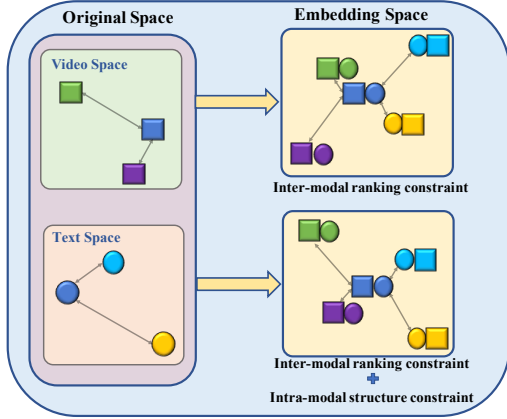 Original Space
Embedding Space
Video Space
Inter-modal ranking constraint
Text Space
Inter-modal ranking constraint
+
Intra-modal structure constraint